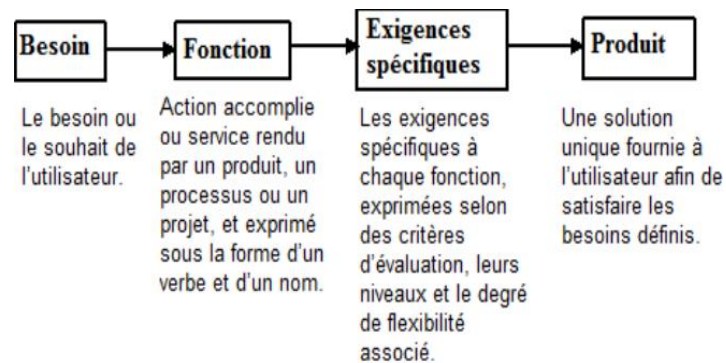 Besoin
Fonction
Exigences
spécifiques
Produit
Le besoin ou
le souhait de
l'utilisateur.
Action accomplie
ou service rendu
par un produit, un
processus ou un
projet, et exprimé
sous la forme d'un
verbe et d'un nom.
Les exigences
spécifiques à
chaque fonction,
exprimées selon
des critères
d'évaluation, leurs
niveaux et le degré
de flexibilité
associé.
Une solution
unique fournie à
l'utilisateur afin de
satisfaire les
besoins définis.